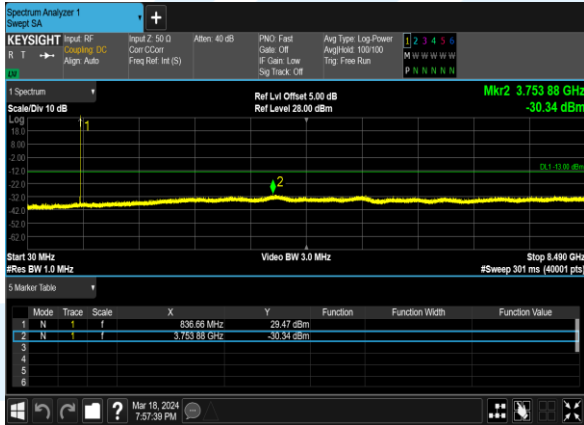 Spectrum Analyzer 1
Swept SA
KEYSIGHT
R T
Input: RF
Coupling: DC
Align: Auto
Input Z: 50 Ω
Corr CCorr
Freq Ref: Int (S)
Atten: 40 dB
PNO: Fast
Gate: Off
IF Gain: Low
Sig Track: Off
Avg Type: Log-Power
Avg|Hold: 100/100
Trig: Free Run
1 2 3 4 5 6
M W W W W W
P N N N N N
1 Spectrum
Scale/Div 10 dB
Ref Lvl Offset 5.00 dB
Ref Level 28.00 dBm
Mkr2 3.753 88 GHz
-30.34 dBm
Log
18.0
8.00
-2.00
-12.0
-22.0
-32.0
-42.0
-52.0
-62.0
1
2
DL1 -13.00 dBm
Start 30 MHz
#Res BW 1.0 MHz
Video BW 3.0 MHz
Stop 8.490 GHz
#Sweep 301 ms (40001 pts)
5 Marker Table
Mode Trace Scale X Y Function Function Width Function Value
1 N 1 f 836.66 MHz 29.47 dBm
2 N 1 f 3.753 88 GHz -30.34 dBm
3
4
5
6
?
Mar 18, 2024
7:57:39 PM